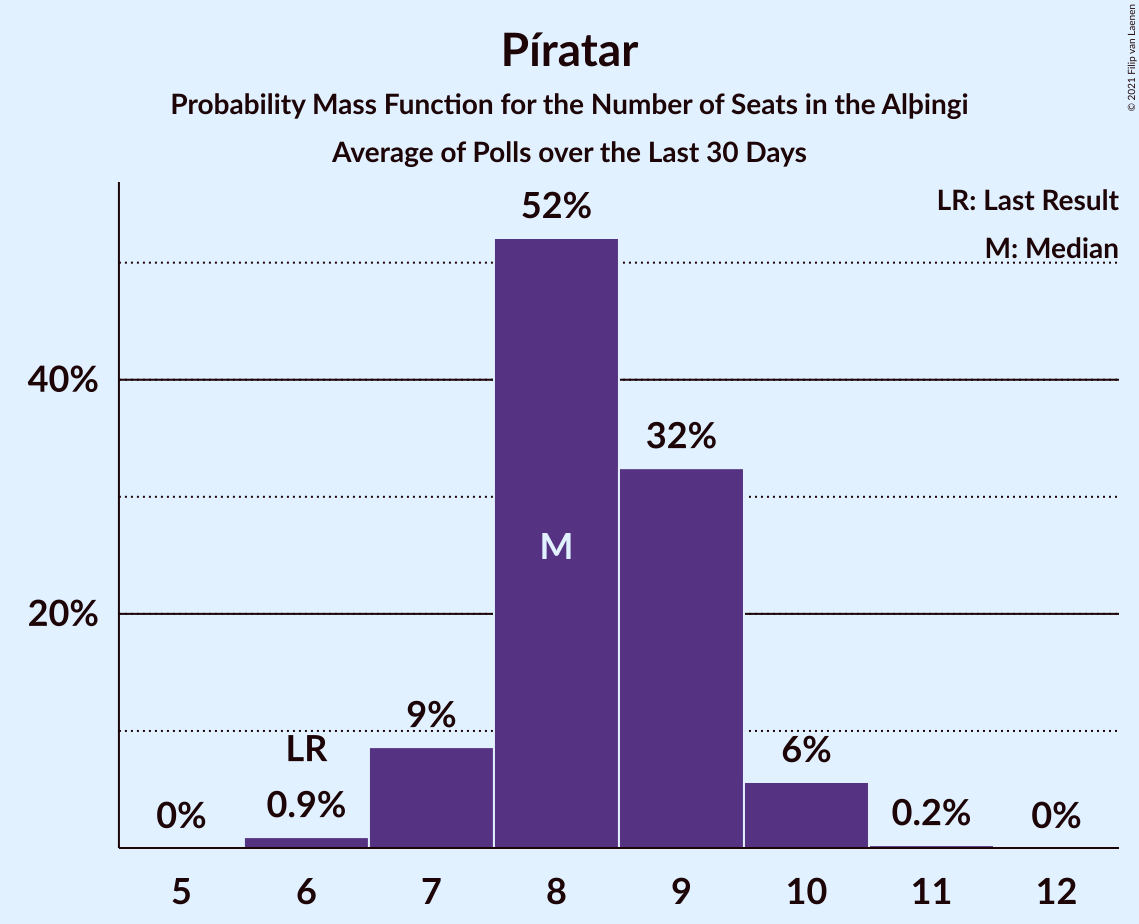 Píratar
Probability Mass Function for the Number of Seats in the Alþingi
Average of Polls over the Last 30 Days
© 2021 Filip van Laenen
LR: Last Result
M: Median
52%
40%
32%
M
20%
9%
LR
6%
0%
0.9%
0.2%
0%
5 6 7 8 9 10 11 12